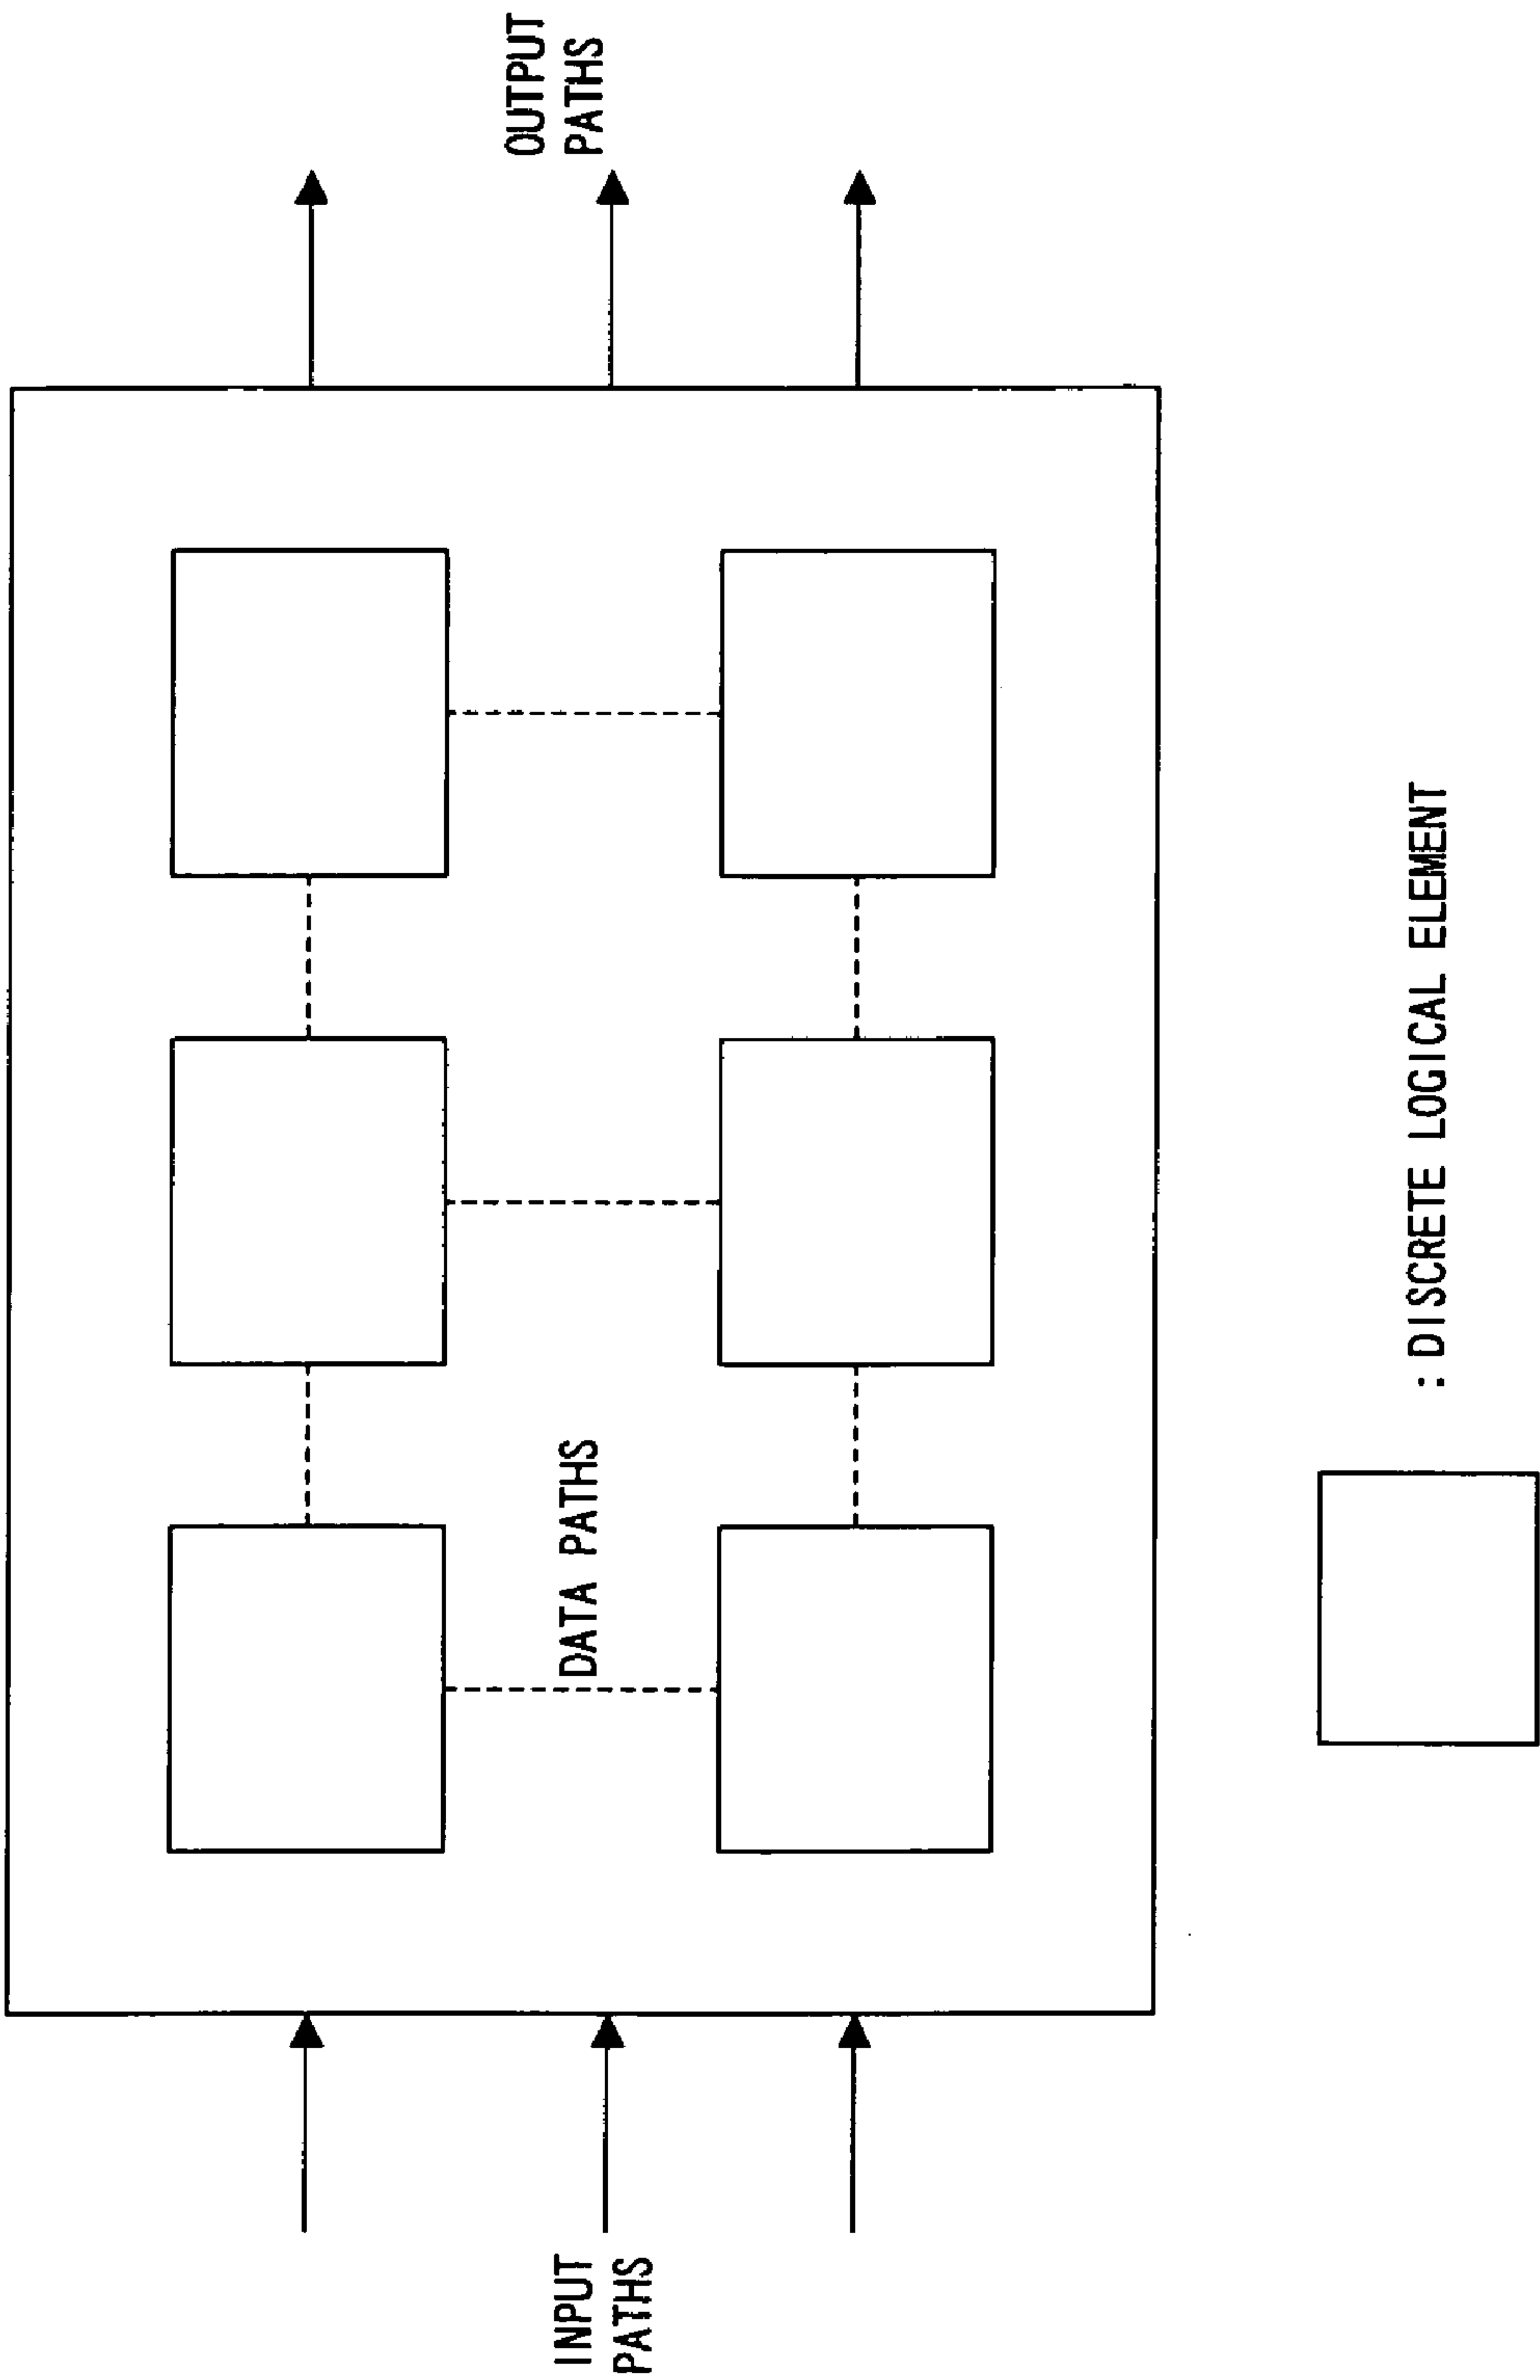 INPUT
PATHS
DATA PATHS
OUTPUT
PATHS
: DISCRETE LOGICAL ELEMENT